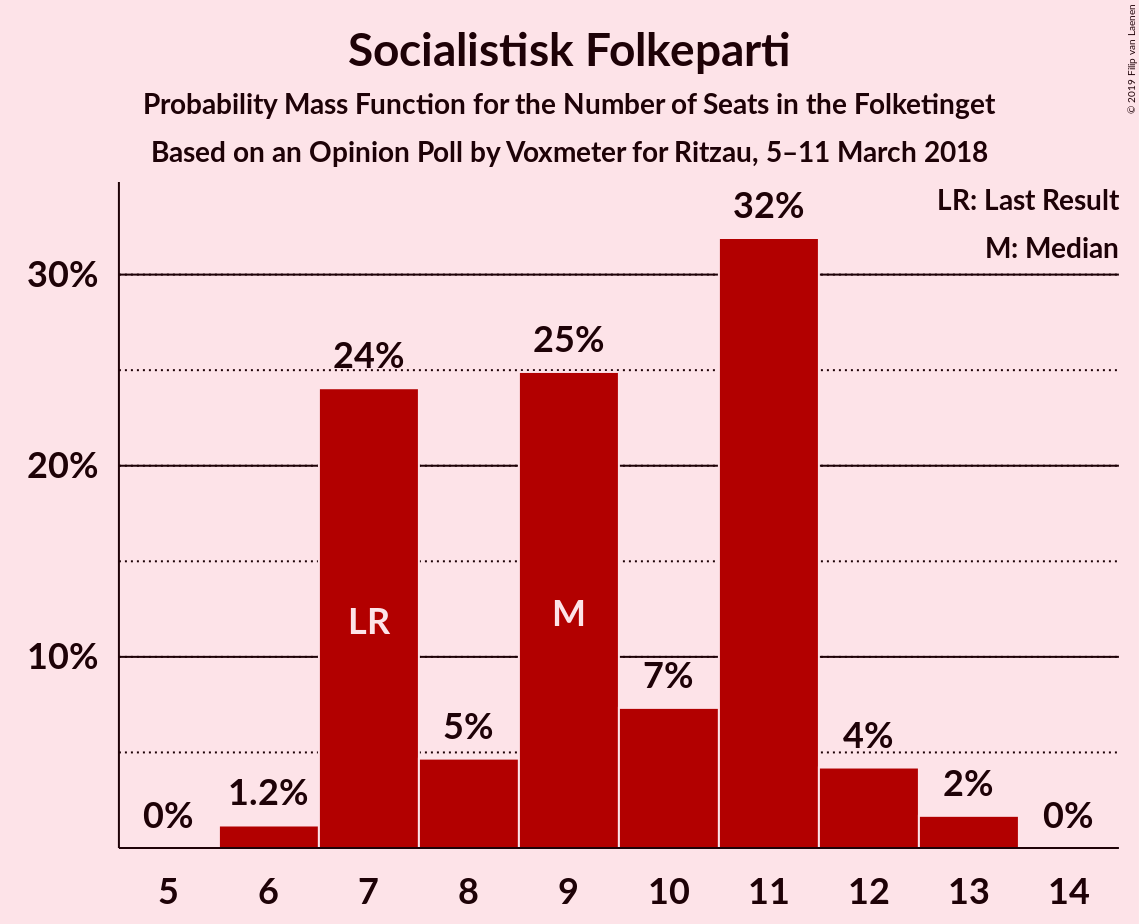 Socialistisk Folkeparti
Probability Mass Function for the Number of Seats in the Folketinget
Based on an Opinion Poll by Voxmeter for Ritzau, 5–11 March 2018
© 2019 Filip van Laenen
LR: Last Result
M: Median
32%
30%
25%
24%
20%
LR
M
10%
7%
5%
4%
2%
1.2%
0%
0%
5 6 7 8 9 10 11 12 13 14